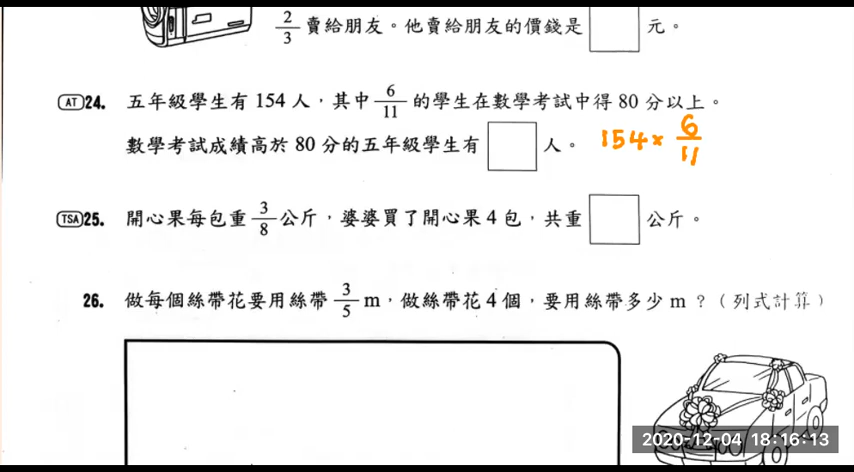 2/3 賣給朋友。他賣給朋友的價錢是 元。
AT 24. 五年級學生有 154 人，其中 6/11 的學生在數學考試中得 80 分以上。
數學考試成績高於 80 分的五年級學生有 人。 154 × 6/11
TSA 25. 開心果每包重 3/8 公斤，婆婆買了開心果 4 包，共重 公斤。
26. 做每個絲帶花要用絲帶 3/5 m，做絲帶花 4 個，要用絲帶多少 m？（列式計算）
2020-12-04 18:16:13